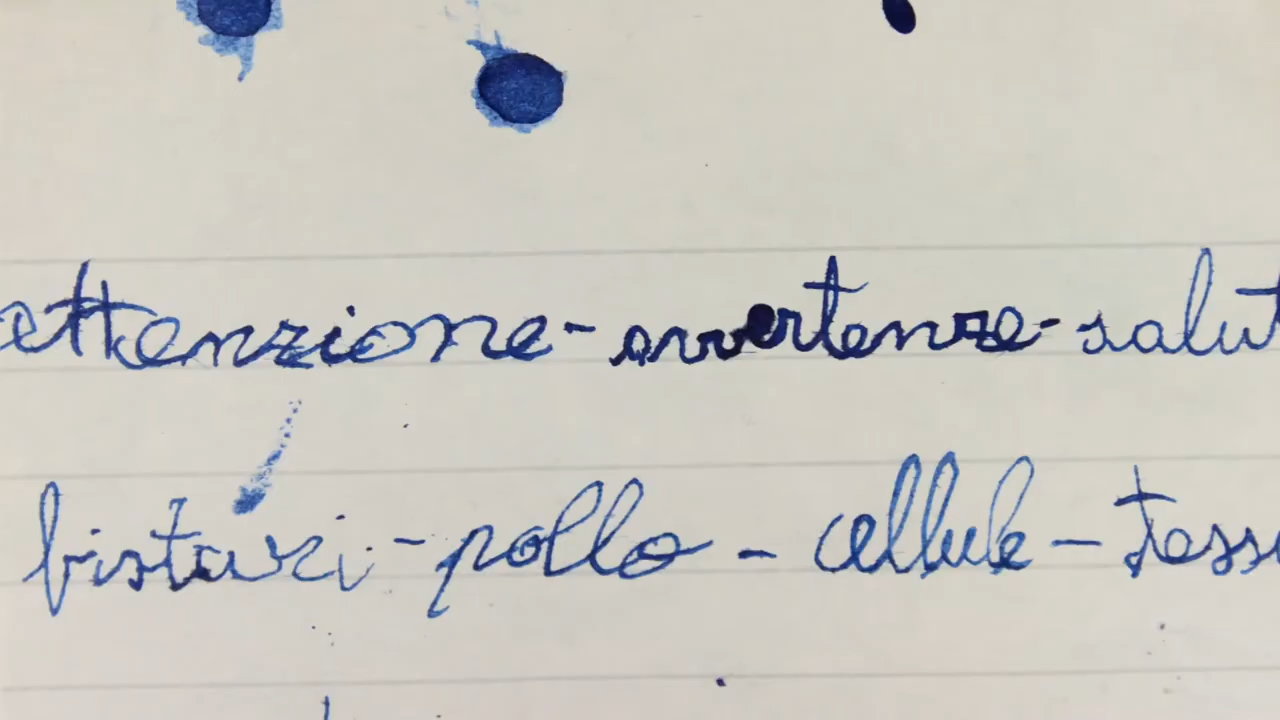 attenzione - avvertenze - salut
bisturi - pollo - cellule - tess